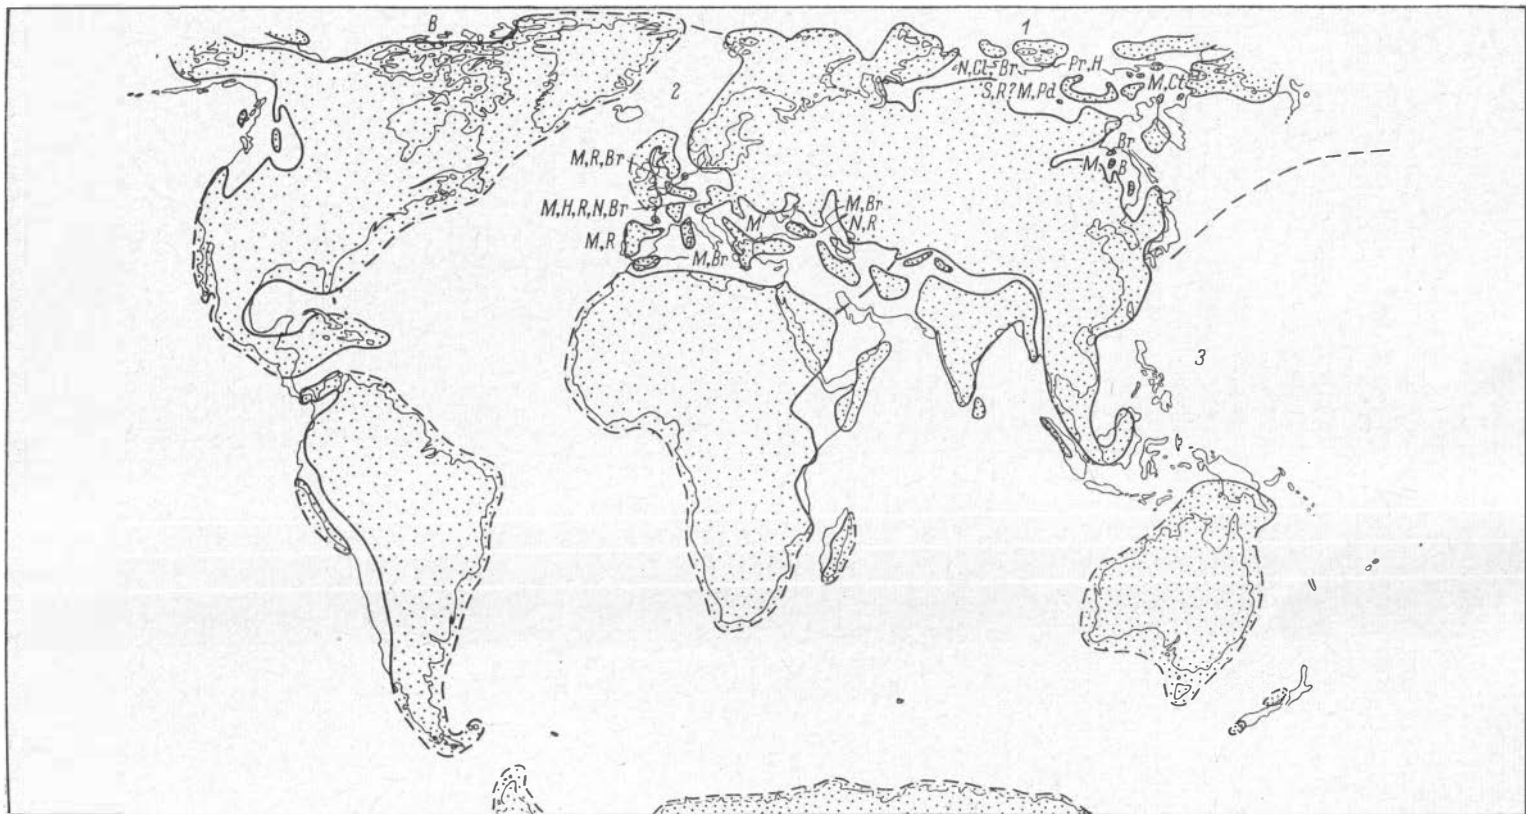 B
1
N,Ct,Br
Pr,H
S,R?M,Pd
M,Ct
2
Br
M,R,Br
M
B
B
M,H,R,N,Br
M,Br
M
N,R
M,R
M,Br
3